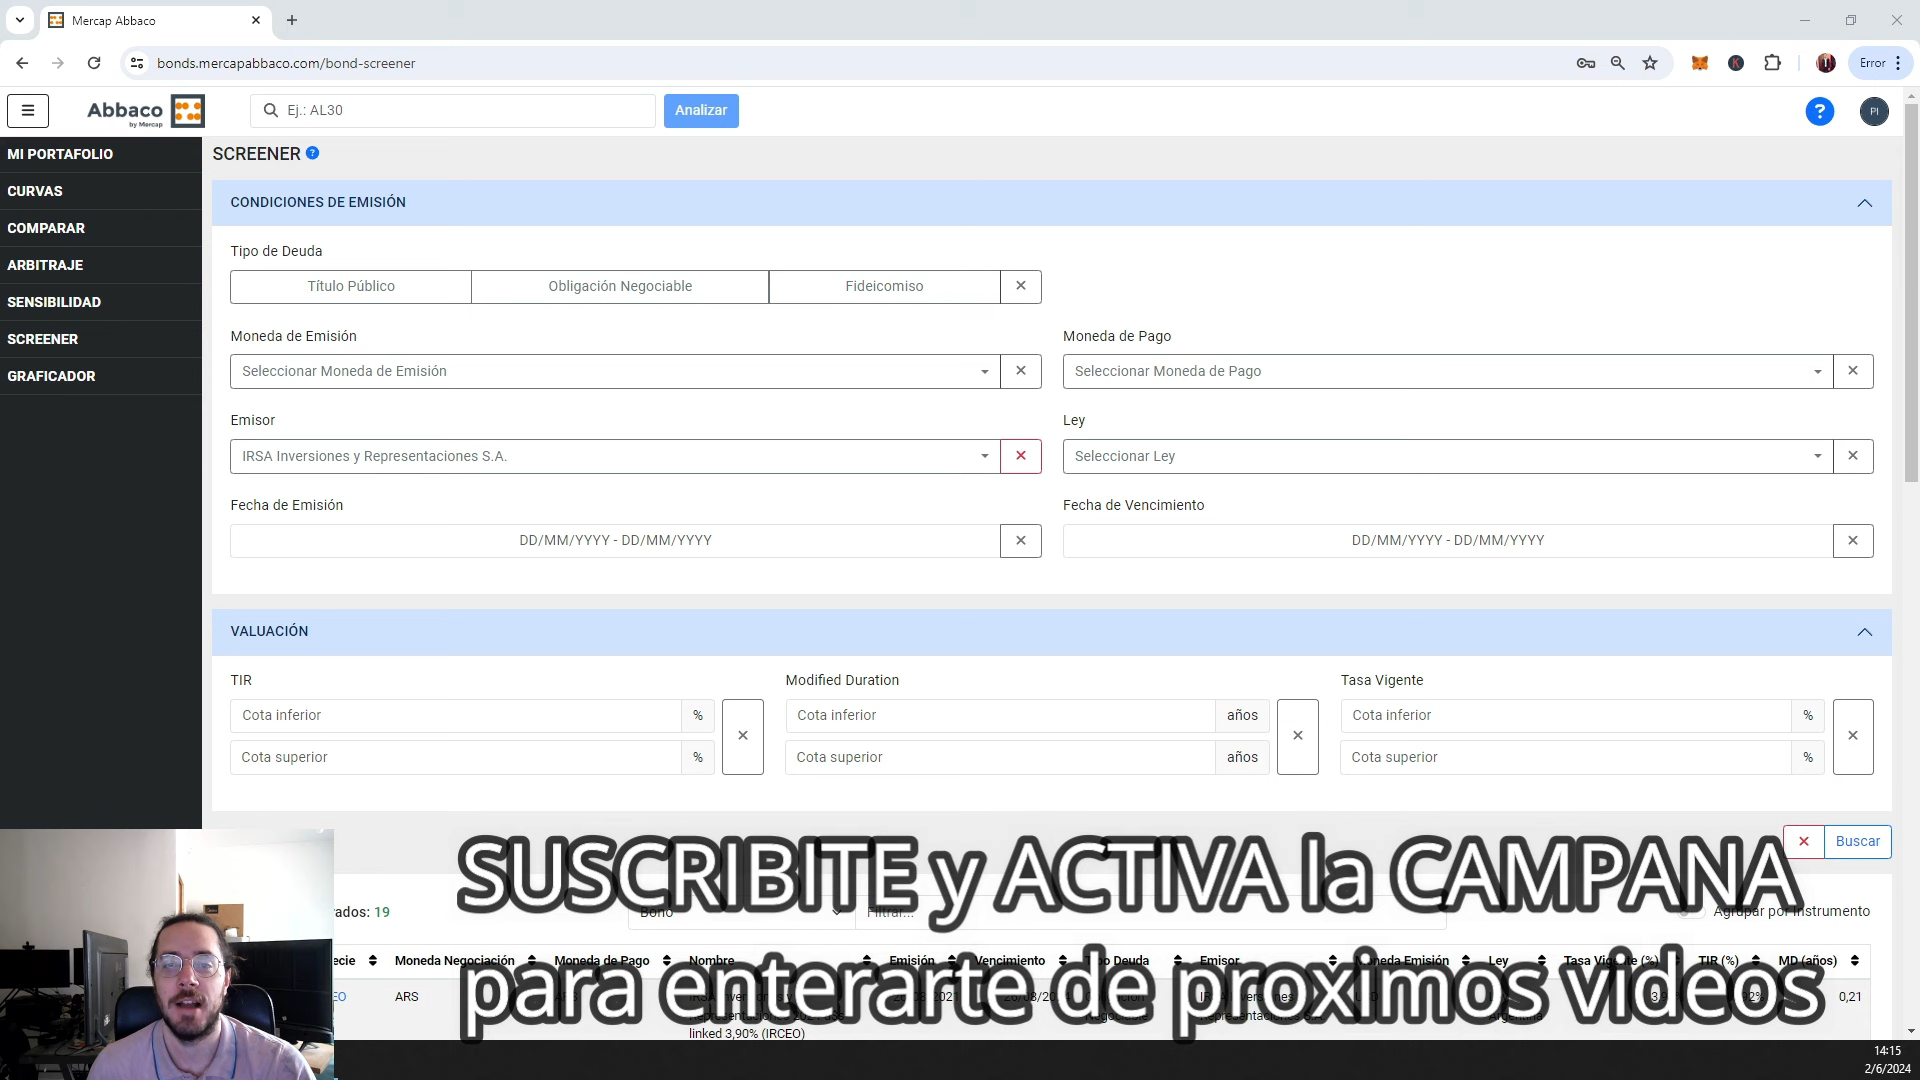 Mercap Abbaco
bonds.mercapabbaco.com/bond-screener
Error
Abbaco
by Mercap
Ej.: AL30
Analizar
?
PI
MI PORTAFOLIO
CURVAS
COMPARAR
ARBITRAJE
SENSIBILIDAD
SCREENER
GRAFICADOR
SCREENER ?
CONDICIONES DE EMISIÓN
Tipo de Deuda
Título Público Obligación Negociable Fideicomiso
Moneda de Emisión Moneda de Pago
Seleccionar Moneda de Emisión Seleccionar Moneda de Pago
Emisor Ley
IRSA Inversiones y Representaciones S.A. Seleccionar Ley
Fecha de Emisión Fecha de Vencimiento
DD/MM/YYYY - DD/MM/YYYY DD/MM/YYYY - DD/MM/YYYY
VALUACIÓN
TIR Modified Duration Tasa Vigente
Cota inferior % Cota inferior años Cota inferior %
Cota superior % Cota superior años Cota superior %
Buscar
SUSCRIBITE y ACTIVA la CAMPANA
para enterarte de proximos videos
ados: 19 Bono Filtrar... Agrupar por Instrumento
ecie Moneda Negociación Moneda de Pago Nombre Emisión Vencimiento Tipo Deuda Emisor Moneda Emisión Ley Tasa Vigente (%) TIR (%) MD (años)
EO ARS 0,21
linked 3,90% (IRCEO)
14:15
2/6/2024